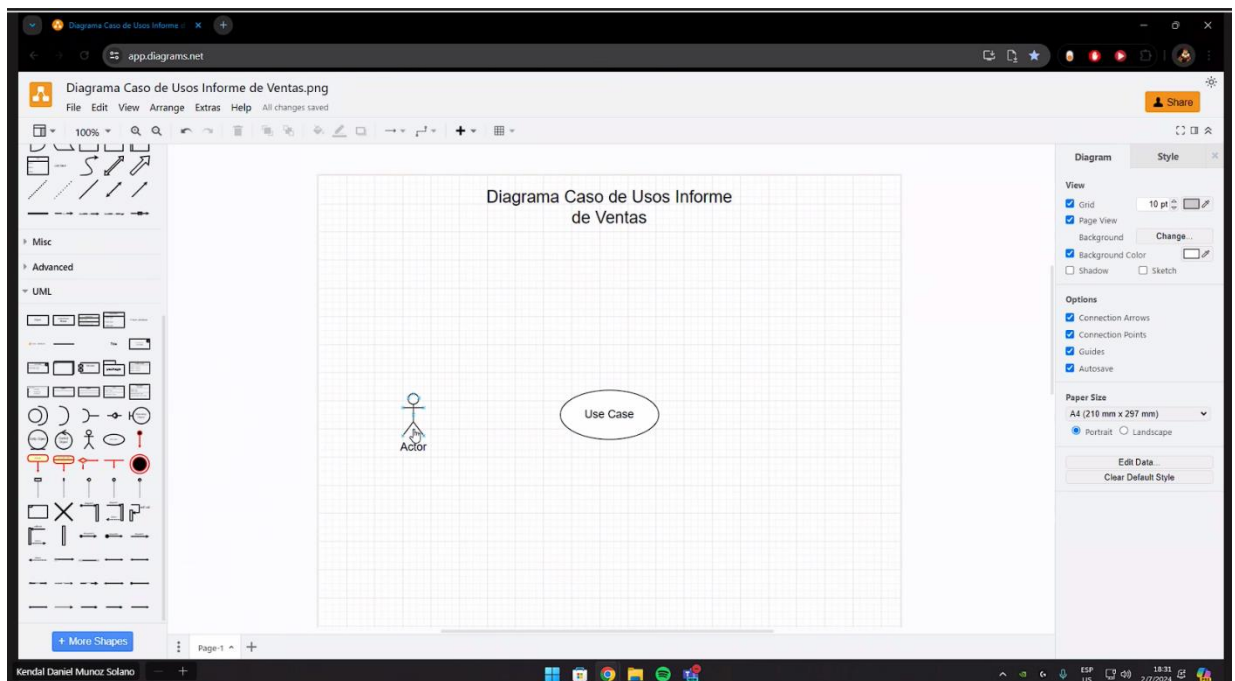 Diagrama Caso de Usos Informe d
app.diagrams.net
Diagrama Caso de Usos Informe de Ventas.png
File Edit View Arrange Extras Help All changes saved
Share
100%
Diagram Style
Misc
Advanced
UML
+ More Shapes
Diagrama Caso de Usos Informe
de Ventas
Actor
Use Case
View
Grid 10 pt
Page View
Background Change...
Background Color
Shadow Sketch
Options
Connection Arrows
Connection Points
Guides
Autosave
Paper Size
A4 (210 mm x 297 mm)
Portrait Landscape
Edit Data...
Clear Default Style
Page-1
Kendal Daniel Munoz Solano
ESP
US
18:31
2/7/2024